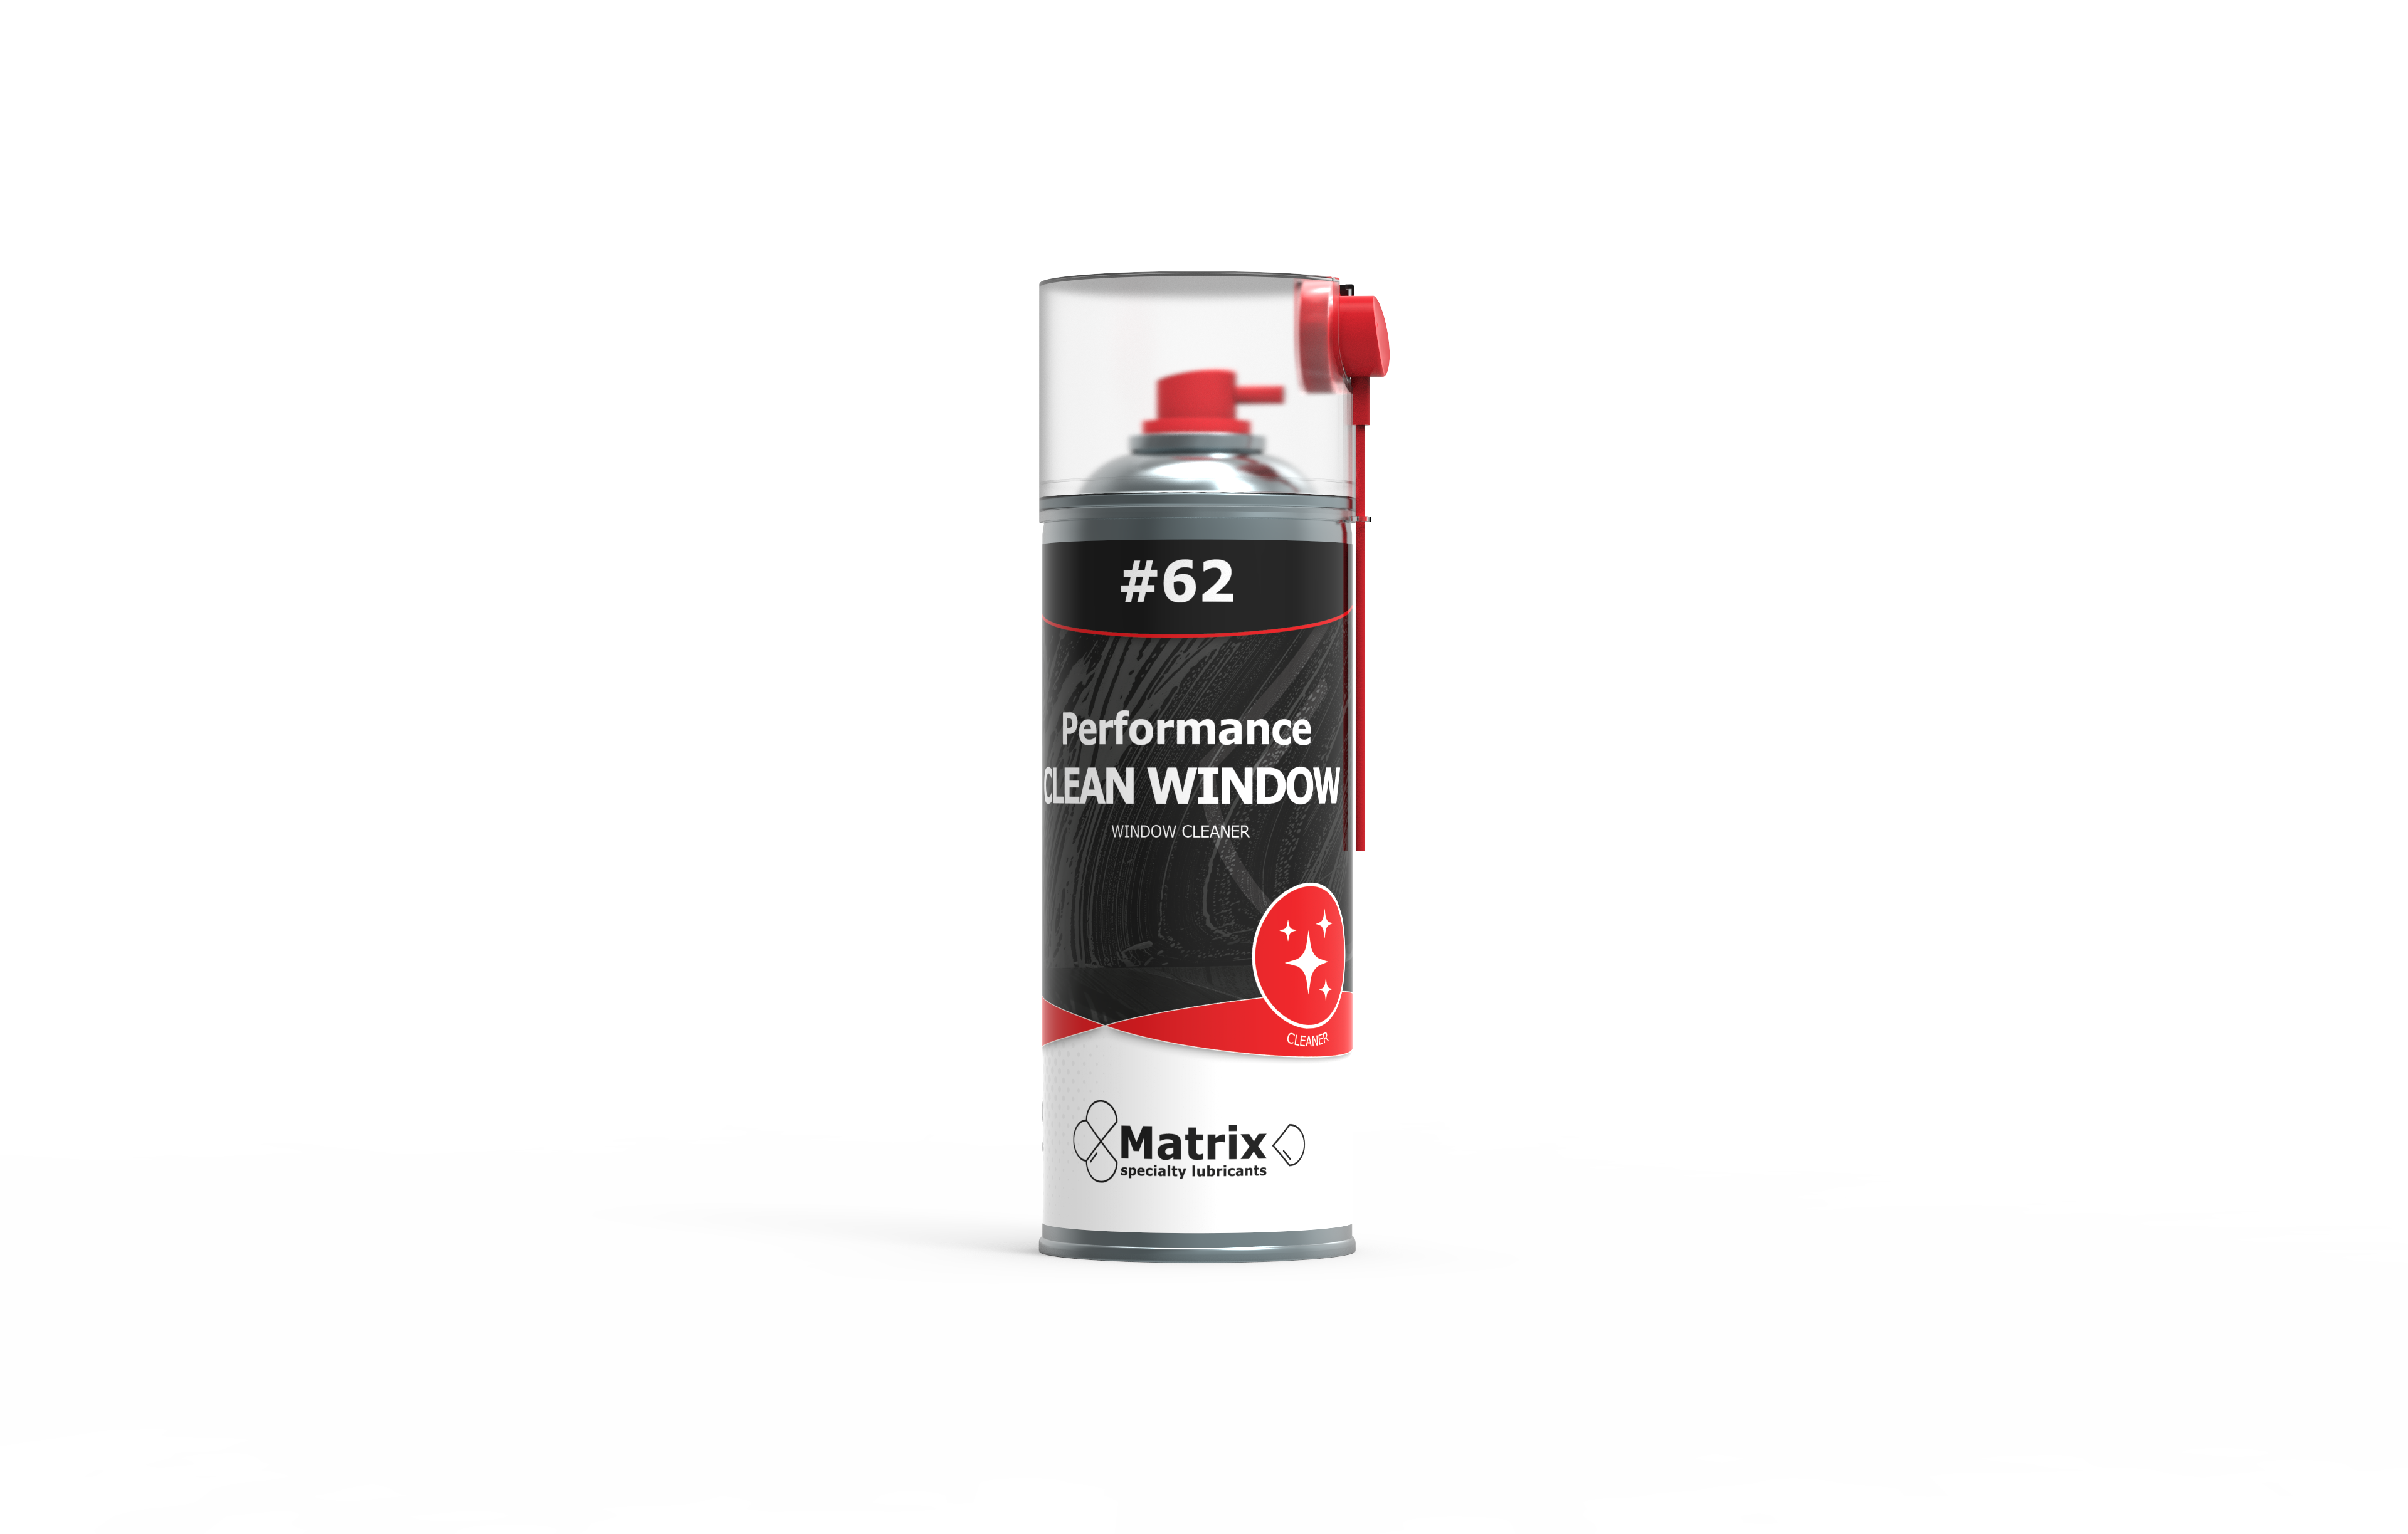 #62
Performance
CLEAN WINDOW
WINDOW CLEANER
CLEANER
Matrix
specialty lubricants